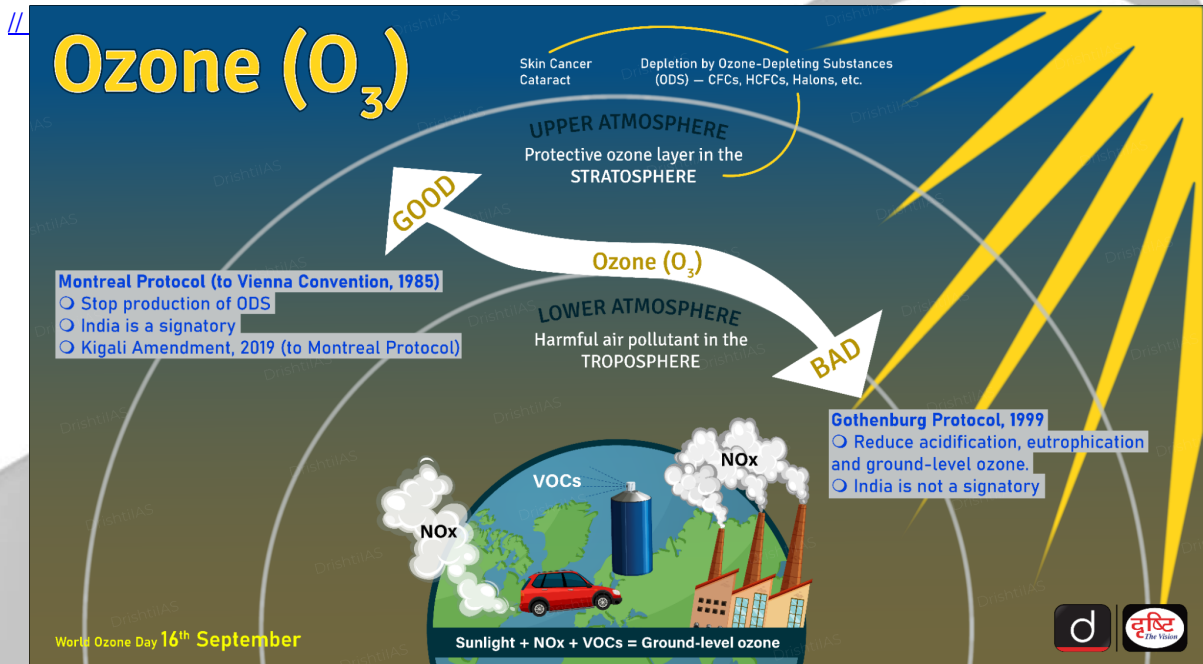 //
Ozone (O3)
Skin Cancer
Cataract
Depletion by Ozone-Depleting Substances
(ODS) — CFCs, HCFCs, Halons, etc.
UPPER ATMOSPHERE
Protective ozone layer in the
STRATOSPHERE
GOOD
Ozone (O3)
BAD
LOWER ATMOSPHERE
Harmful air pollutant in the
TROPOSPHERE
Montreal Protocol (to Vienna Convention, 1985)
❍ Stop production of ODS
❍ India is a signatory
❍ Kigali Amendment, 2019 (to Montreal Protocol)
Gothenburg Protocol, 1999
❍ Reduce acidification, eutrophication
and ground-level ozone.
❍ India is not a signatory
VOCs
NOx
NOx
Sunlight + NOx + VOCs = Ground-level ozone
World Ozone Day 16th September
d
दृष्टि
The Vision
DrishtiIAS